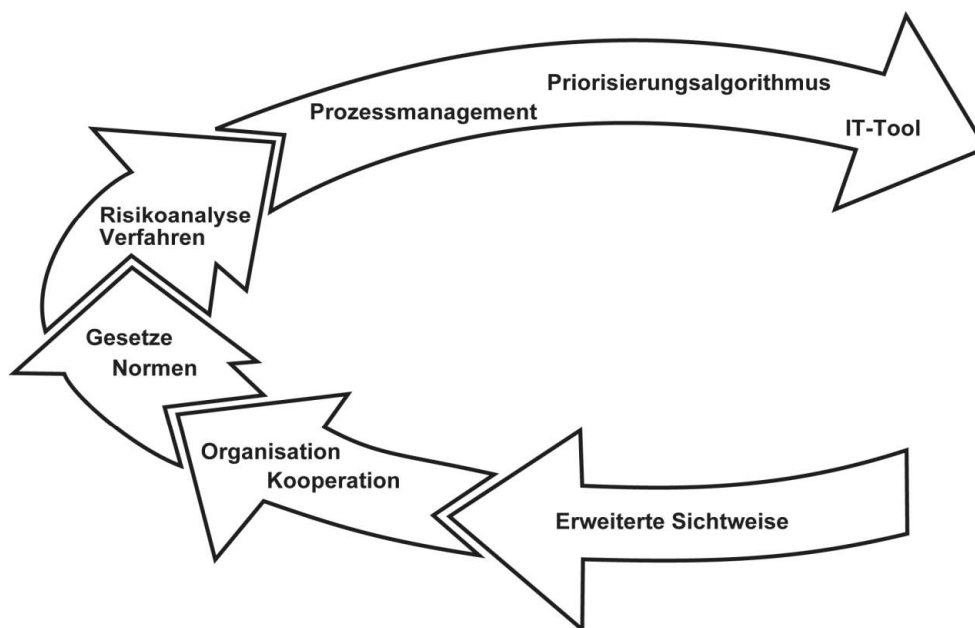 Priorisierungsalgorithmus
Prozessmanagement
IT-Tool
Risikoanalyse
Verfahren
Gesetze
Normen
Organisation
Kooperation
Erweiterte Sichtweise